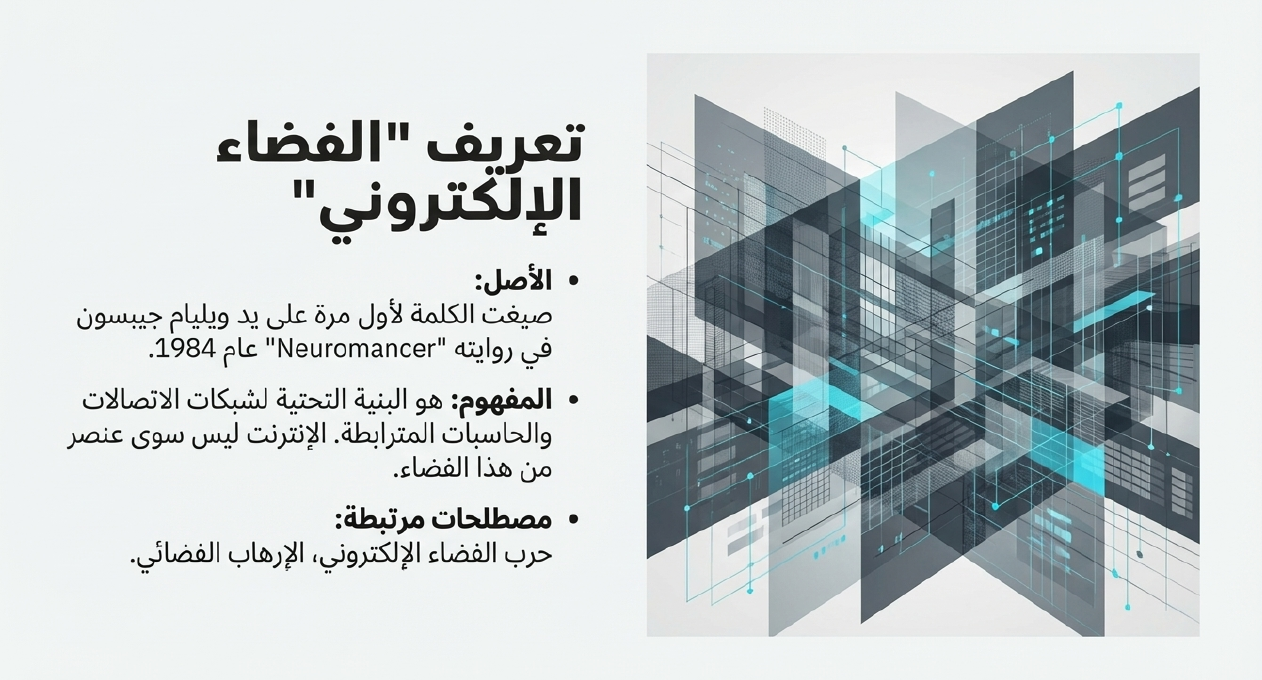 تعريف "الفضاء
الإلكتروني"
• الأصل:
صيغت الكلمة لأول مرة على يد ويليام جيبسون
في روايته "Neuromancer" عام 1984.
• المفهوم: هو البنية التحتية لشبكات الاتصالات
والحاسبات المترابطة. الإنترنت ليس سوى عنصر
من هذا الفضاء.
• مصطلحات مرتبطة:
حرب الفضاء الإلكتروني، الإرهاب الفضائي.